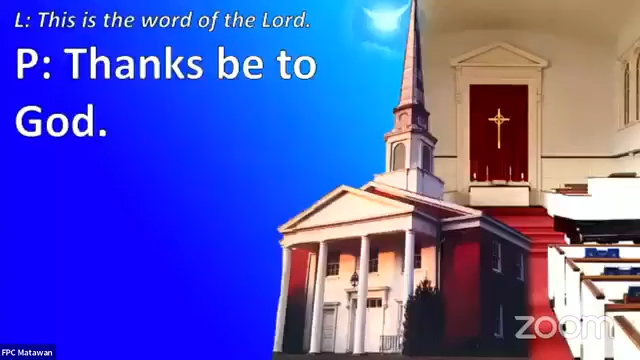 L: This is the word of the Lord.
P: Thanks be to
God.
FPC Matawan
zoom